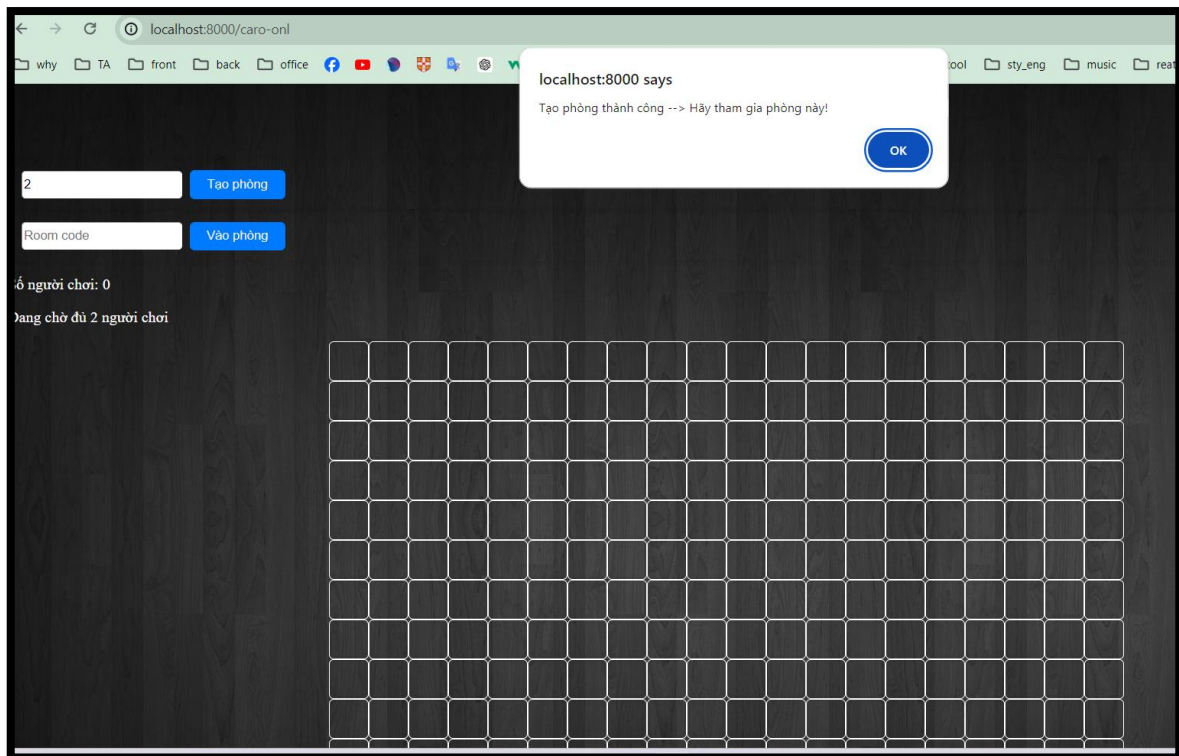 localhost:8000/caro-onl
why TA front back office tool sty_eng music reat
localhost:8000 says
Tạo phòng thành công --> Hãy tham gia phòng này!
OK
2 Tạo phòng
Room code Vào phòng
ố người chơi: 0
Đang chờ đủ 2 người chơi